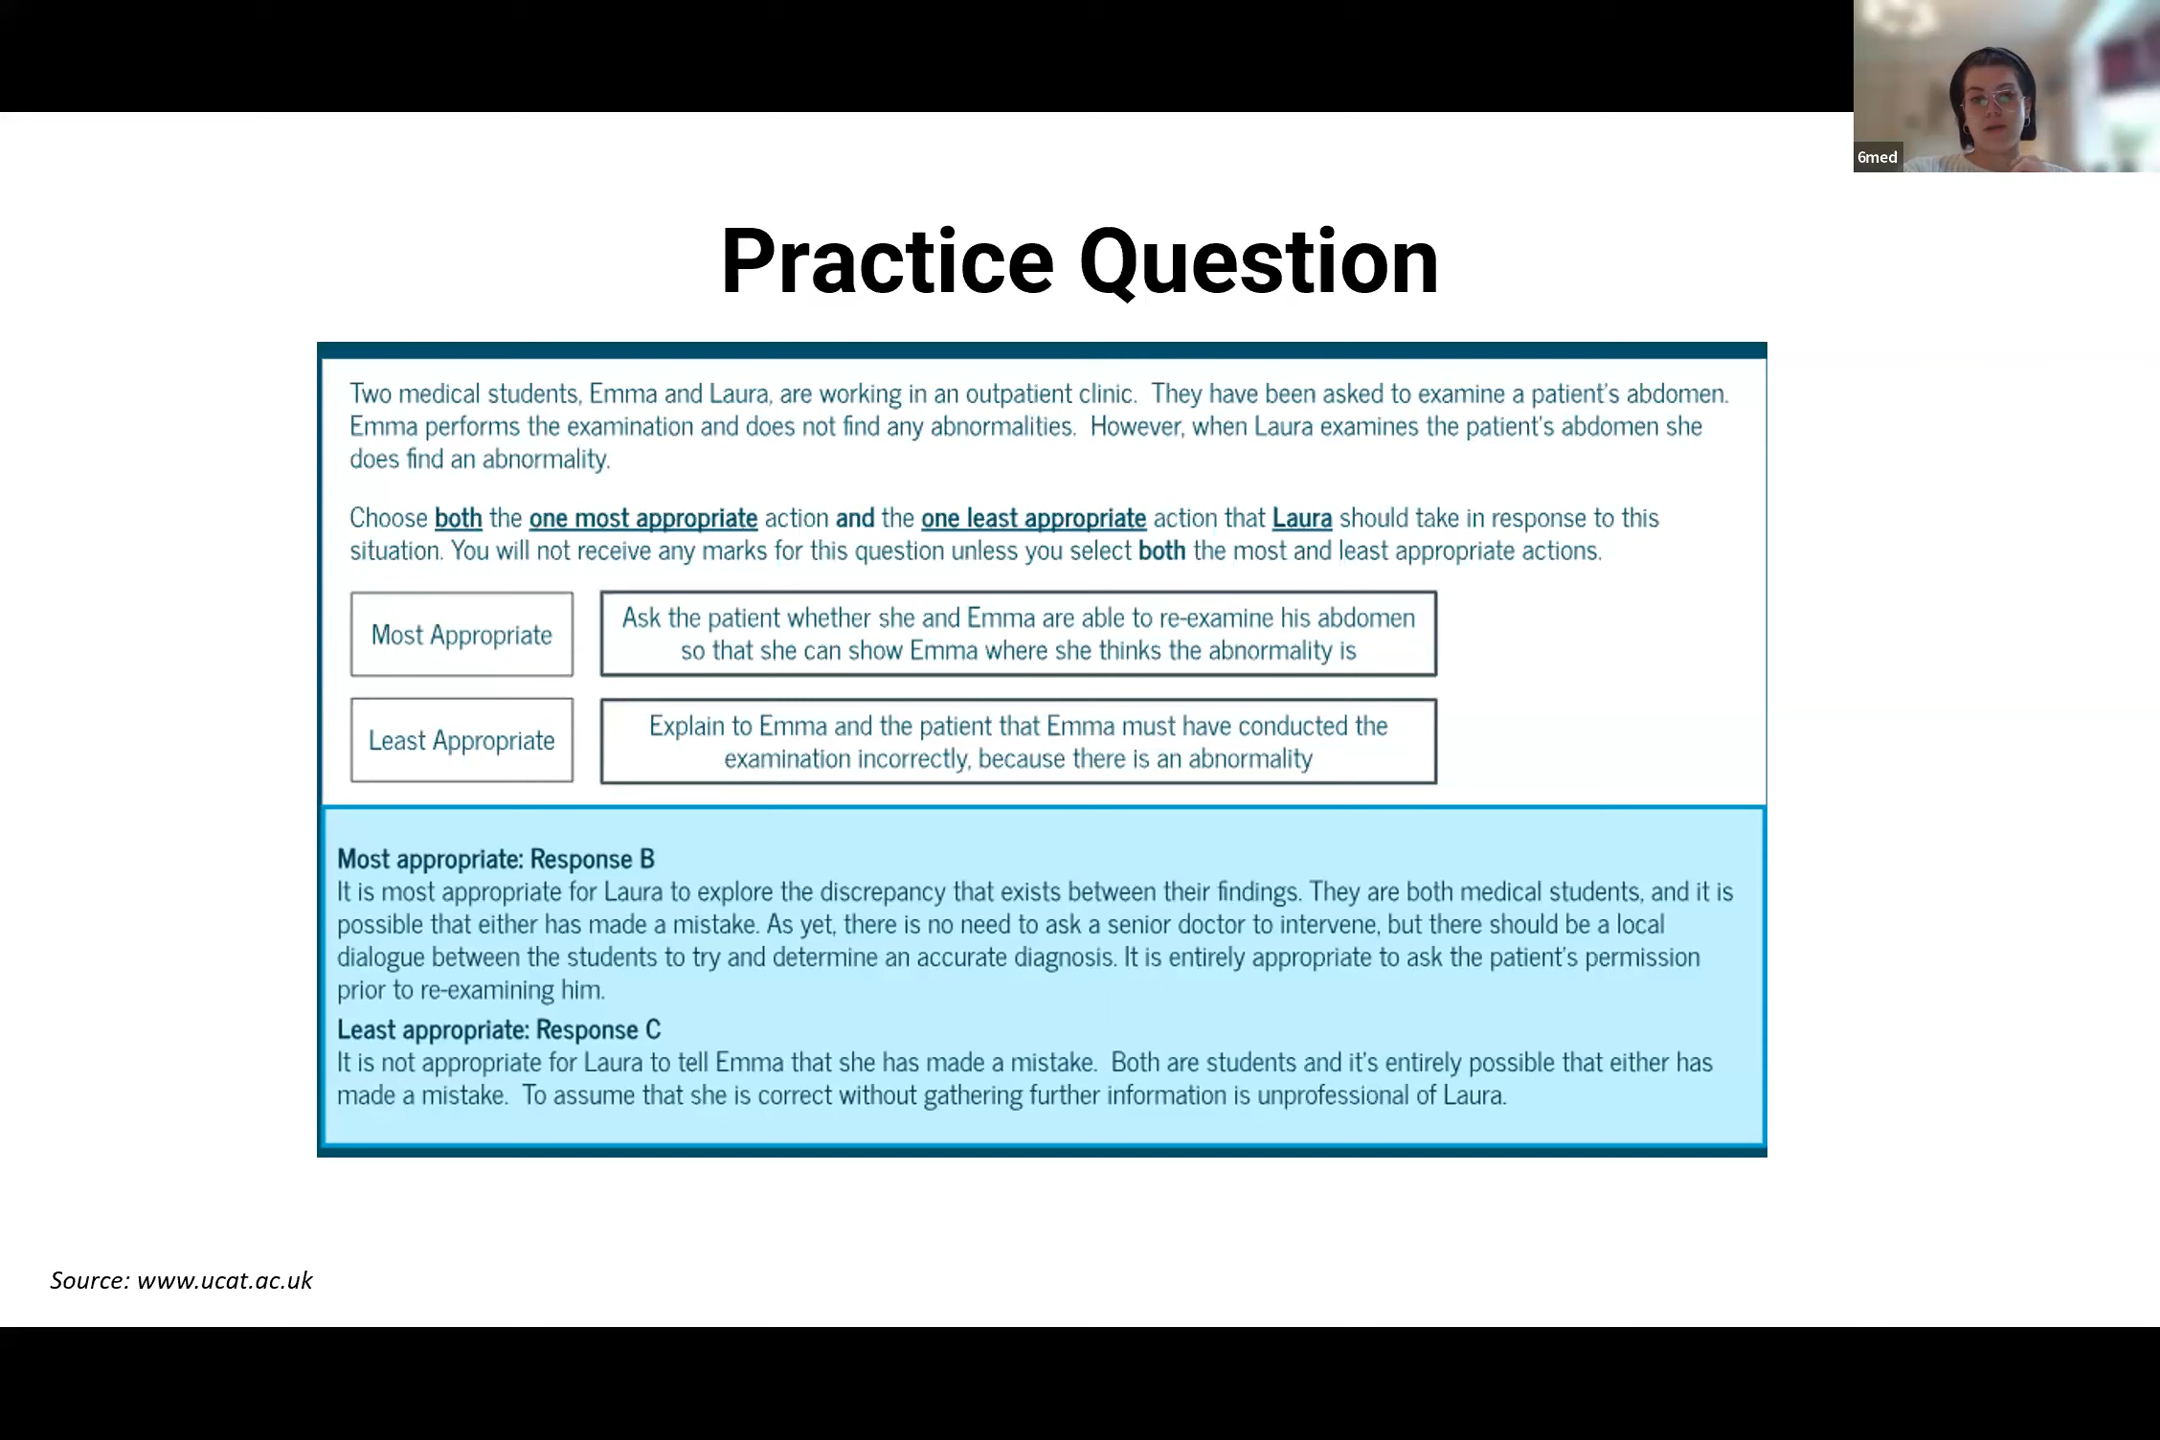 6med
Practice Question
Two medical students, Emma and Laura, are working in an outpatient clinic. They have been asked to examine a patient's abdomen.
Emma performs the examination and does not find any abnormalities. However, when Laura examines the patient's abdomen she
does find an abnormality.
Choose both the one most appropriate action and the one least appropriate action that Laura should take in response to this
situation. You will not receive any marks for this question unless you select both the most and least appropriate actions.
Most Appropriate
Ask the patient whether she and Emma are able to re-examine his abdomen
so that she can show Emma where she thinks the abnormality is
Least Appropriate
Explain to Emma and the patient that Emma must have conducted the
examination incorrectly, because there is an abnormality
Most appropriate: Response B
It is most appropriate for Laura to explore the discrepancy that exists between their findings. They are both medical students, and it is
possible that either has made a mistake. As yet, there is no need to ask a senior doctor to intervene, but there should be a local
dialogue between the students to try and determine an accurate diagnosis. It is entirely appropriate to ask the patient's permission
prior to re-examining him.
Least appropriate: Response C
It is not appropriate for Laura to tell Emma that she has made a mistake. Both are students and it's entirely possible that either has
made a mistake. To assume that she is correct without gathering further information is unprofessional of Laura.
Source: www.ucat.ac.uk